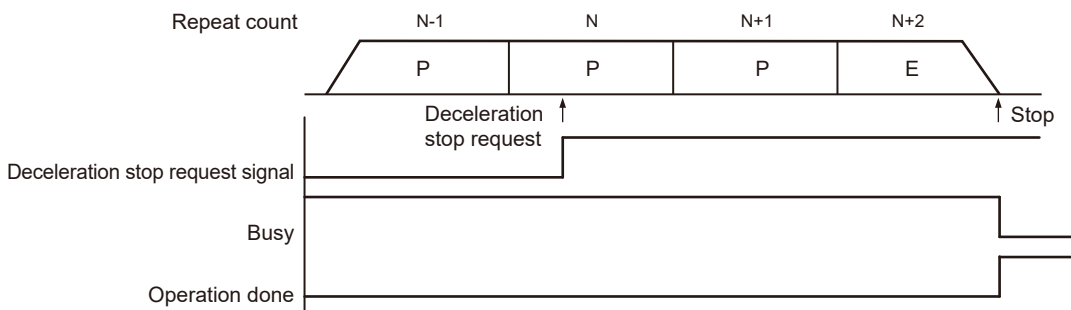 Repeat count N-1 N N+1 N+2
P P P E
Deceleration
stop request
Stop
Deceleration stop request signal
Busy
Operation done